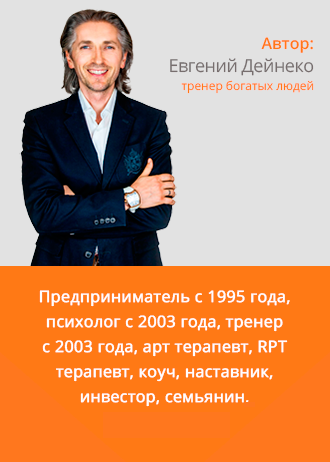 Автор:
Евгений Дейнеко
тренер богатых людей
Предприниматель с 1995 года,
психолог с 2003 года, тренер
с 2003 года, арт терапевт, RPT
терапевт, коуч, наставник,
инвестор, семьянин.